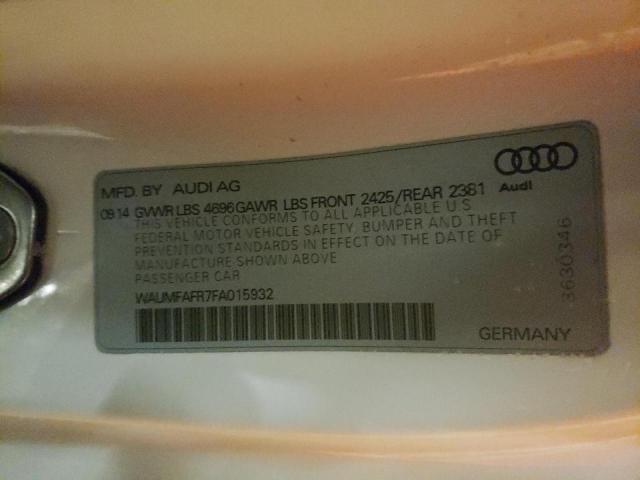 MFD. BY AUDI AG
Audi
09 14 GVWR LBS 4696 GAWR LBS FRONT 2425/REAR 2381
THIS VEHICLE CONFORMS TO ALL APPLICABLE U.S
FEDERAL MOTOR VEHICLE SAFETY, BUMPER AND THEFT
PREVENTION STANDARDS IN EFFECT ON THE DATE OF
MANUFACTURE SHOWN ABOVE
PASSENGER CAR
WAUMFAFR7FA015932
3630346
GERMANY